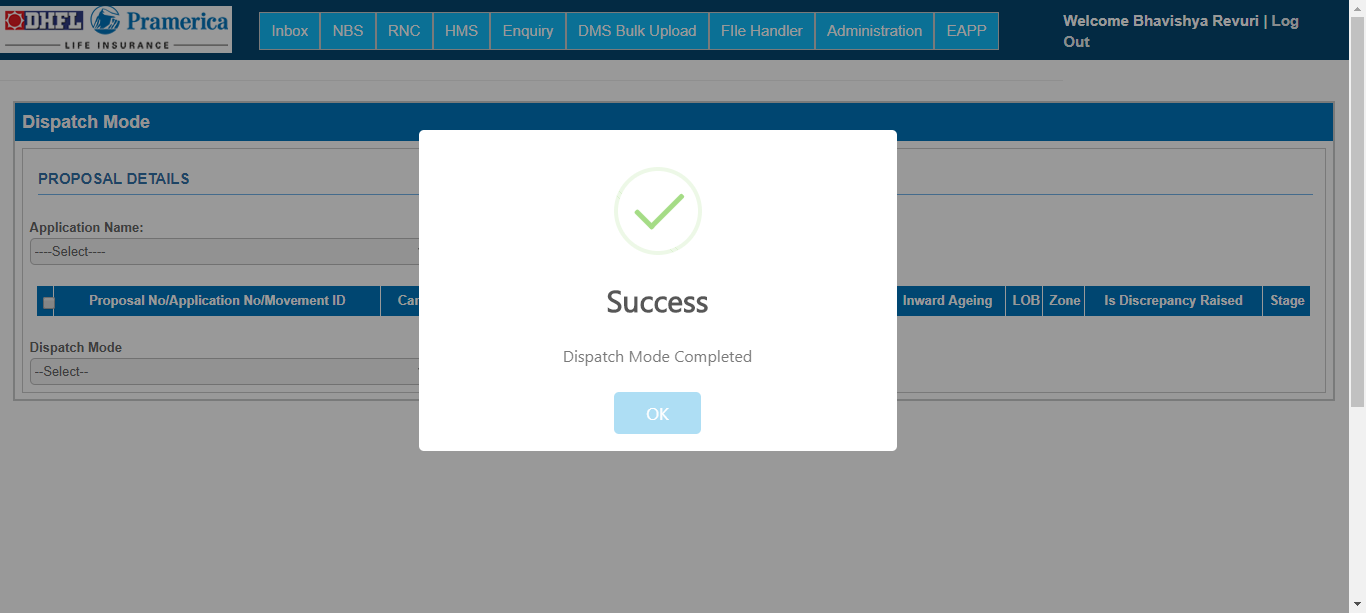 DHFL Pramerica
LIFE INSURANCE
Inbox NBS RNC HMS Enquiry DMS Bulk Upload FIle Handler Administration EAPP
Welcome Bhavishya Revuri | Log
Out
Dispatch Mode
PROPOSAL DETAILS
Application Name:
----Select----
Proposal No/Application No/Movement ID Inward Ageing LOB Zone Is Discrepancy Raised Stage
Dispatch Mode
--Select--
Success
Dispatch Mode Completed
OK